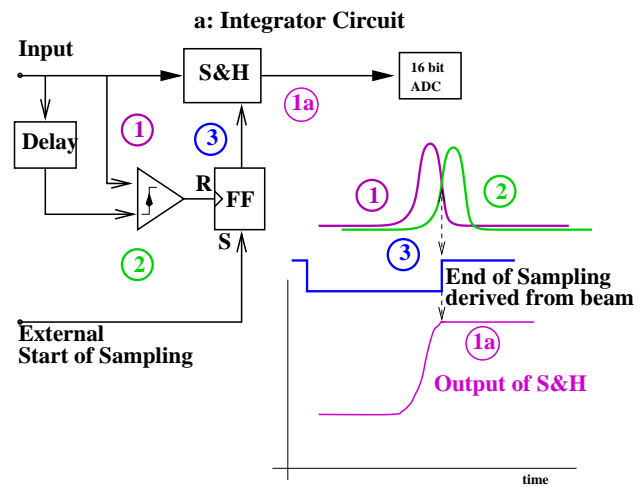 a: Integrator Circuit
Input
S&H
16 bit
ADC
1a
Delay
1
3
R
FF
S
2
1
2
3
End of Sampling
derived from beam
External
Start of Sampling
1a
Output of S&H
time